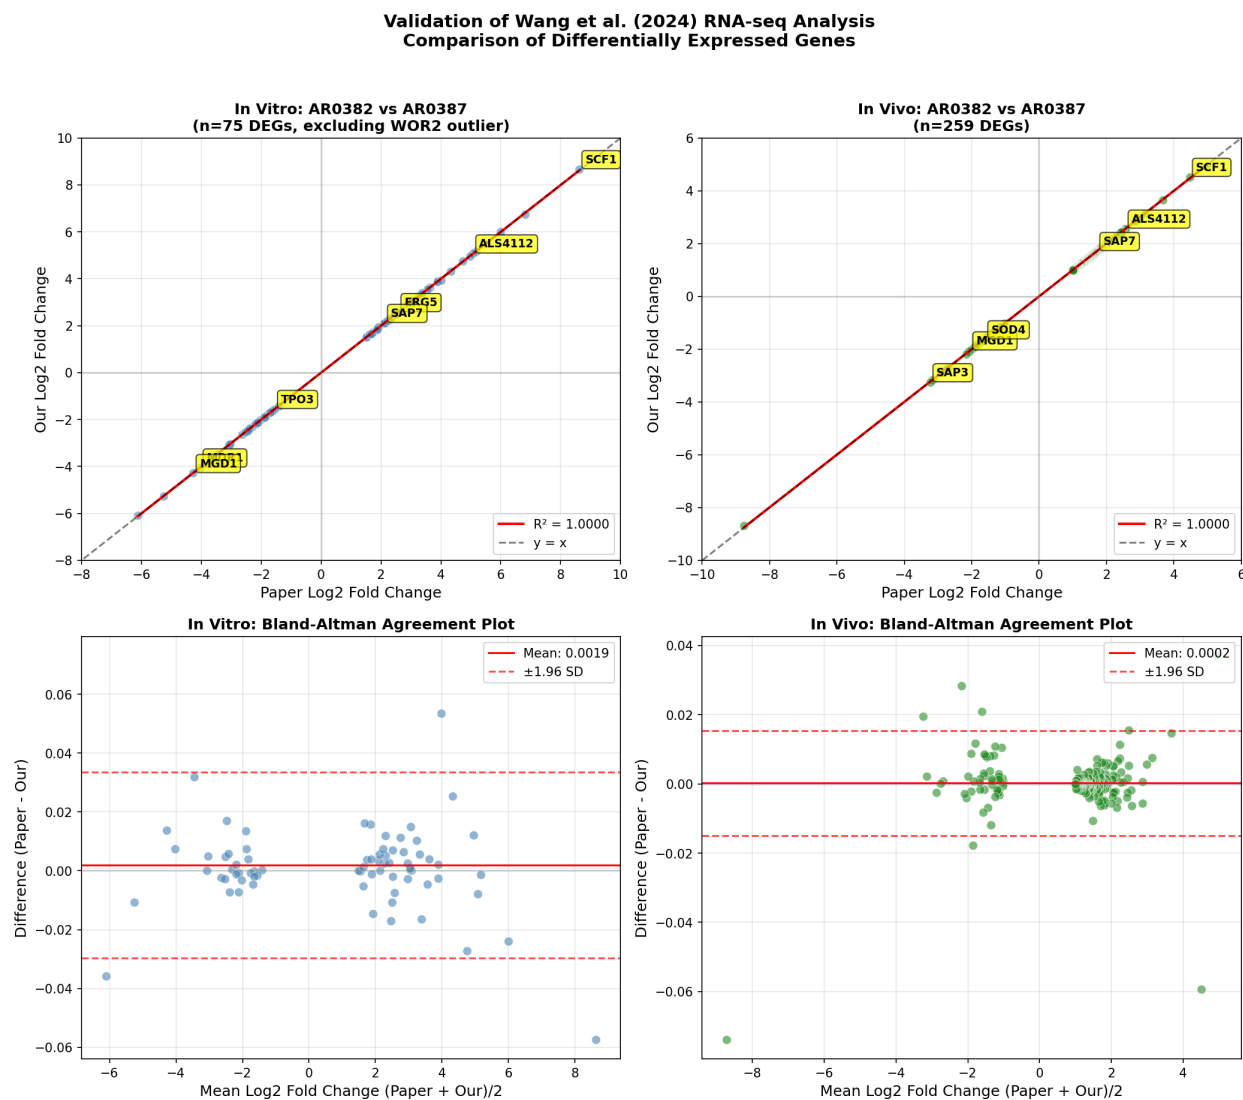 Validation of Wang et al. (2024) RNA-seq Analysis
Comparison of Differentially Expressed Genes
In Vitro: AR0382 vs AR0387
(n=75 DEGs, excluding WOR2 outlier)
10
8
6
4
2
0
−2
−4
−6
−8
−8
−6
−4
−2
0
2
4
6
8
10
Our Log2 Fold Change
Paper Log2 Fold Change
SCF1
ALS4112
ERG5
SAP7
TPO3
MGD1
R² = 1.0000
y = x
In Vivo: AR0382 vs AR0387
(n=259 DEGs)
6
4
2
0
−2
−4
−6
−8
−10
−10
−8
−6
−4
−2
0
2
4
6
Our Log2 Fold Change
Paper Log2 Fold Change
SCF1
ALS4112
SAP7
SOD4
MGD1
SAP3
R² = 1.0000
y = x
In Vitro: Bland-Altman Agreement Plot
0.06
0.04
0.02
0.00
−0.02
−0.04
−0.06
−6
−4
−2
0
2
4
6
8
Difference (Paper - Our)
Mean Log2 Fold Change (Paper + Our)/2
Mean: 0.0019
±1.96 SD
In Vivo: Bland-Altman Agreement Plot
0.04
0.02
0.00
−0.02
−0.04
−0.06
−8
−6
−4
−2
0
2
4
Difference (Paper - Our)
Mean Log2 Fold Change (Paper + Our)/2
Mean: 0.0002
±1.96 SD